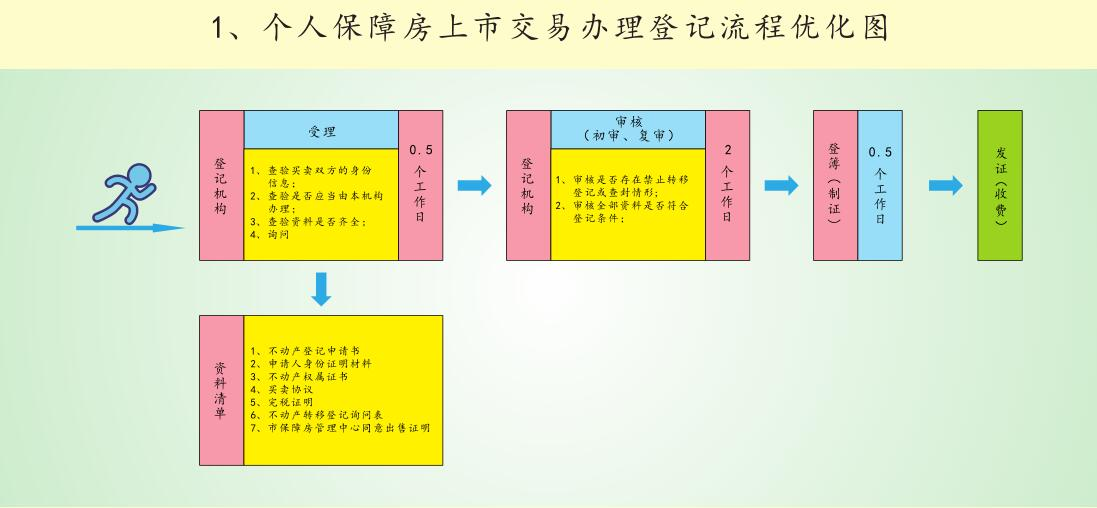 1、个人保障房上市交易办理登记流程优化图
登记机构
受理
1、查验买卖双方的身份
信息;
2、查验是否应当由本机构
办理;
3、查验资料是否齐全;
4、询问
0.5个工作日
登记机构
审核
(初审、复审)
1、审核是否存在禁止转移
登记或查封情形;
2、审核全部资料是否符合
登记条件;
2个工作日
登簿(制证)
0.5个工作日
发证(收费)
资料清单
1、不动产登记申请书
2、申请人身份证明材料
3、不动产权属证书
4、买卖协议
5、完税证明
6、不动产转移登记询问表
7、市保障房管理中心同意出售证明